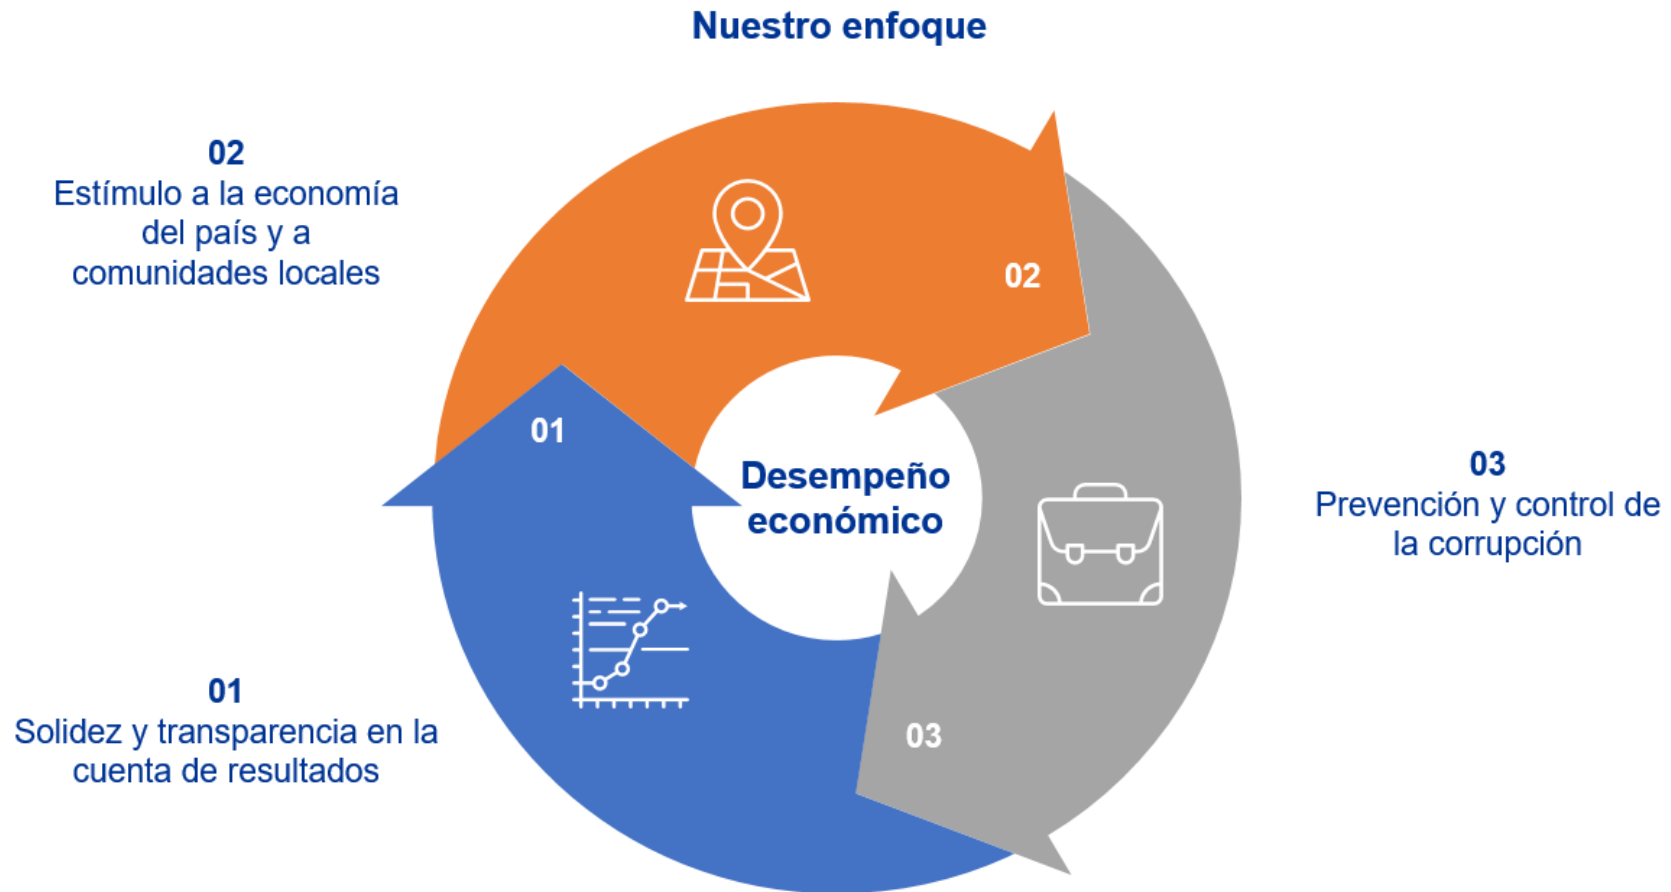 Nuestro enfoque
02
Estímulo a la economía
del país y a
comunidades locales
02
01
Desempeño
económico
03
Prevención y control de
la corrupción
01
Solidez y transparencia en la
cuenta de resultados
03